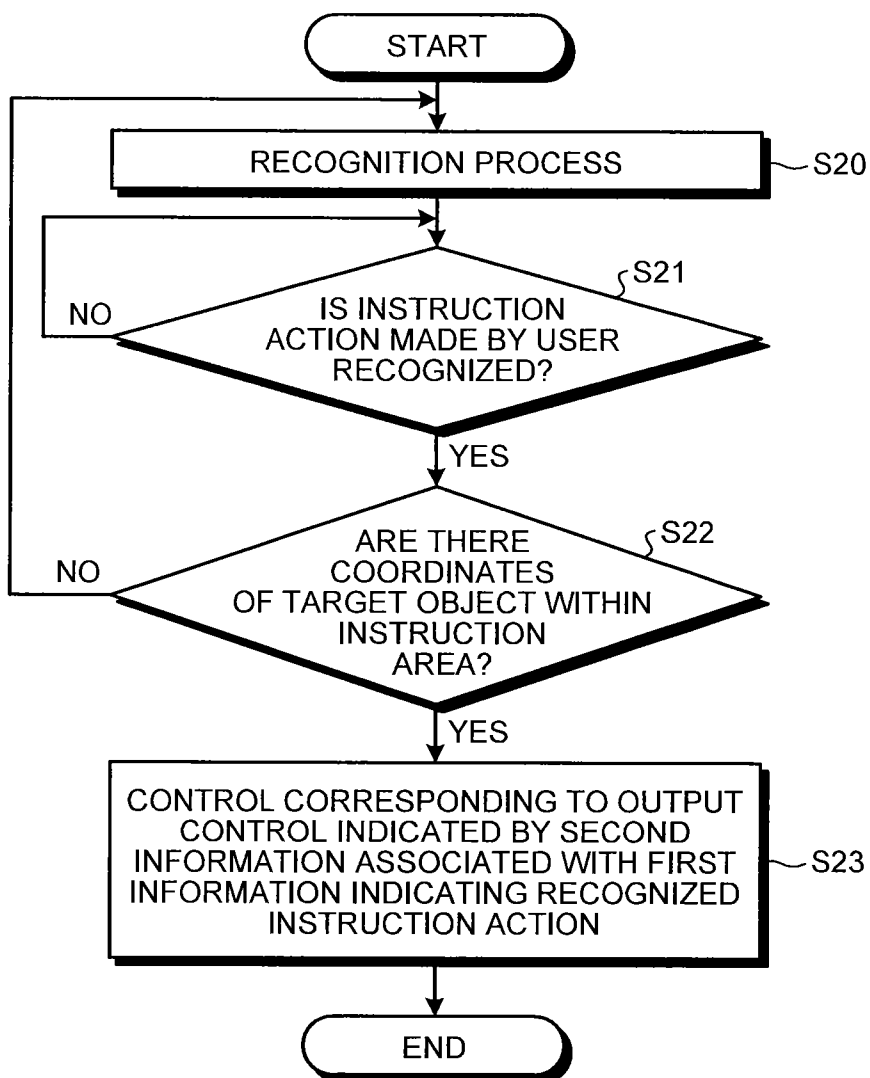 START
RECOGNITION PROCESS
S20
S21
NO
IS INSTRUCTION
ACTION MADE BY USER
RECOGNIZED?
YES
S22
NO
ARE THERE
COORDINATES
OF TARGET OBJECT WITHIN
INSTRUCTION
AREA?
YES
CONTROL CORRESPONDING TO OUTPUT
CONTROL INDICATED BY SECOND
INFORMATION ASSOCIATED WITH FIRST
INFORMATION INDICATING RECOGNIZED
INSTRUCTION ACTION
S23
END